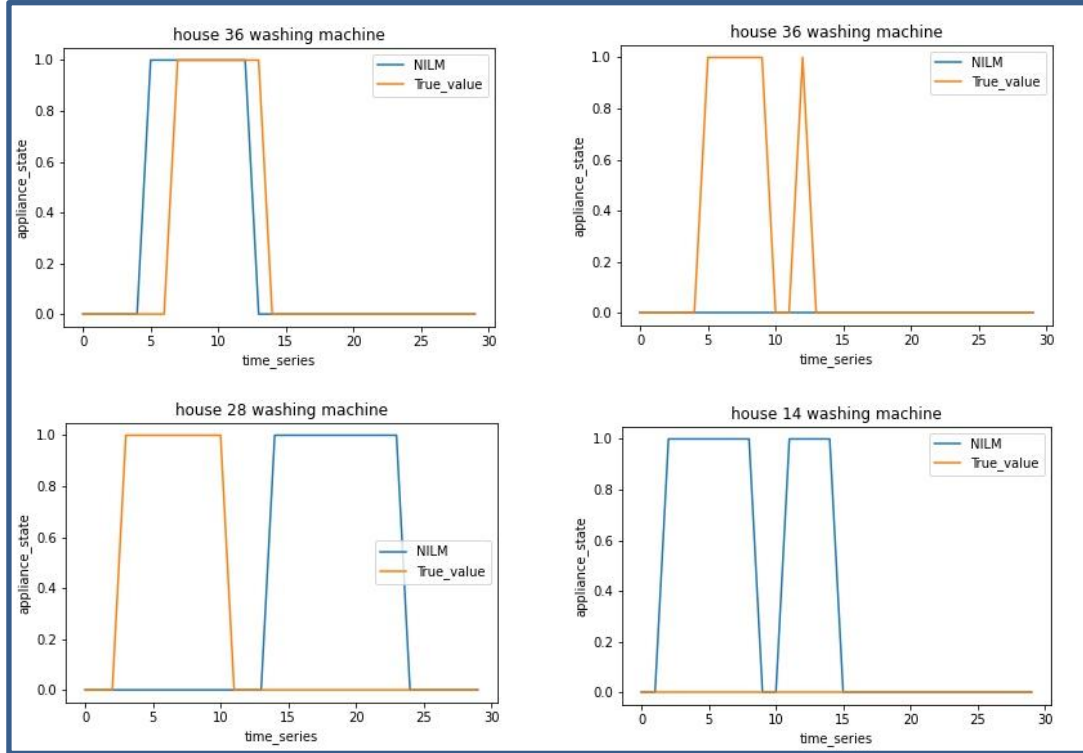 house 36 washing machine
1.0
0.8
0.6
0.4
0.2
0.0
appliance_state
NILM
True_value
0 5 10 15 20 25 30
time_series
house 36 washing machine
1.0
0.8
0.6
0.4
0.2
0.0
appliance_state
NILM
True_value
0 5 10 15 20 25 30
time_series
house 28 washing machine
1.0
0.8
0.6
0.4
0.2
0.0
appliance_state
NILM
True_value
0 5 10 15 20 25 30
time_series
house 14 washing machine
1.0
0.8
0.6
0.4
0.2
0.0
appliance_state
NILM
True_value
0 5 10 15 20 25 30
time_series